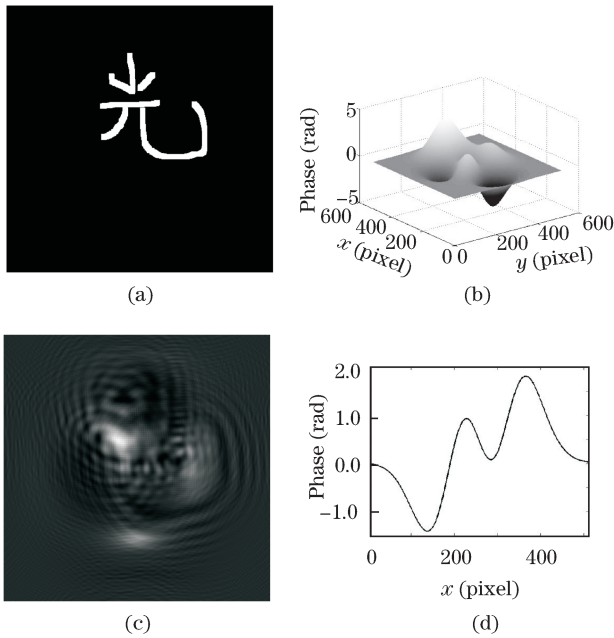 光
(a)
Phase (rad)
5
0
−5
600
400
200
0
x (pixel)
0
200
400
600
y (pixel)
(b)
(c)
Phase (rad)
2.0
1.0
0.0
−1.0
0
200
400
x (pixel)
(d)